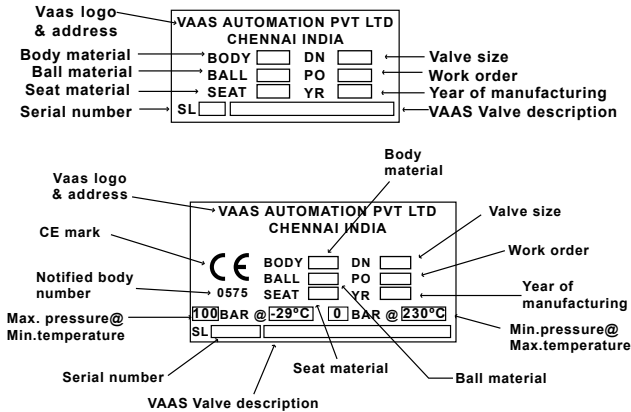 Vaas logo
& address
VAAS AUTOMATION PVT LTD
CHENNAI INDIA
Body material BODY DN Valve size
Ball material BALL PO Work order
Seat material SEAT YR Year of manufacturing
Serial number SL VAAS Valve description
Body
material
Vaas logo
& address
VAAS AUTOMATION PVT LTD
CHENNAI INDIA
Valve size
CE mark
CE
BODY DN
Work order
BALL PO
Notified body
number
0575 SEAT YR
Year of
manufacturing
Max. pressure@
Min.temperature
100 BAR @ -29ºC 0 BAR @ 230ºC
Min.pressure@
Max.temperature
SL
Serial number
Seat material
Ball material
VAAS Valve description